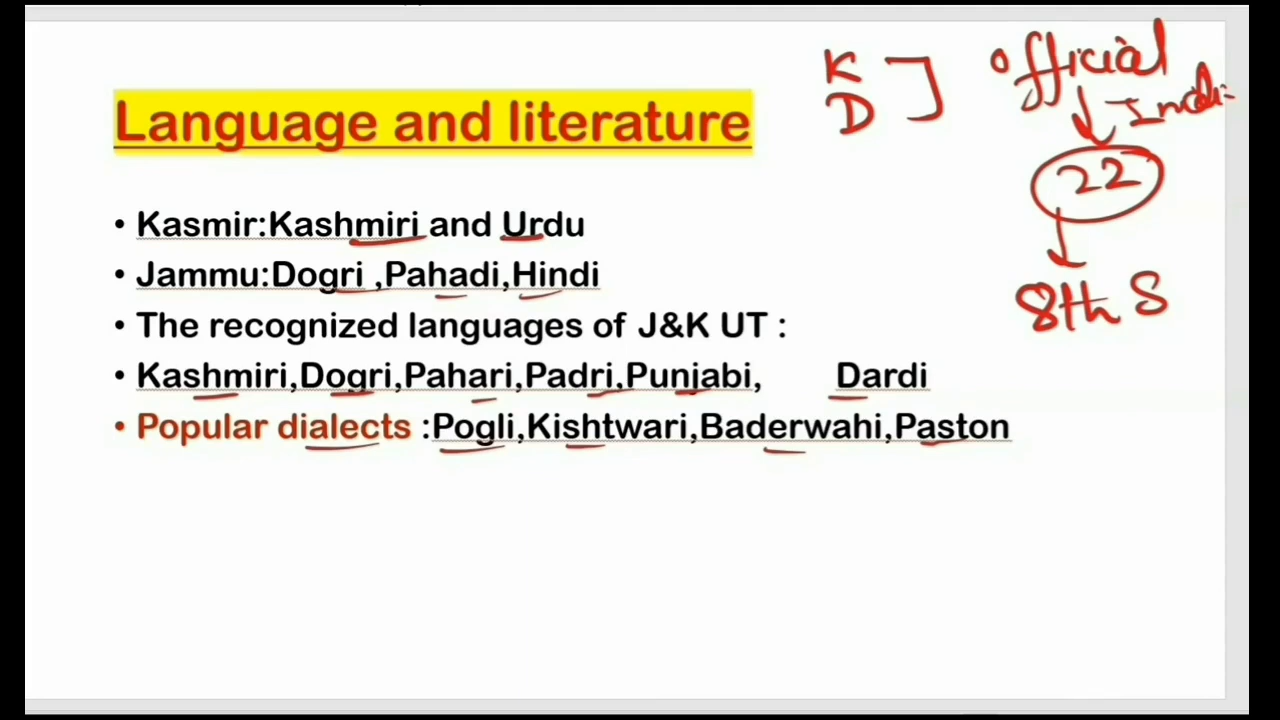 Language and literature
• Kasmir:Kashmiri and Urdu
• Jammu:Dogri ,Pahadi,Hindi
• The recognized languages of J&K UT :
• Kashmiri,Dogri,Pahari,Padri,Punjabi, Dardi
• Popular dialects :Pogli,Kishtwari,Baderwahi,Paston
K
D
official
India
22
8th S